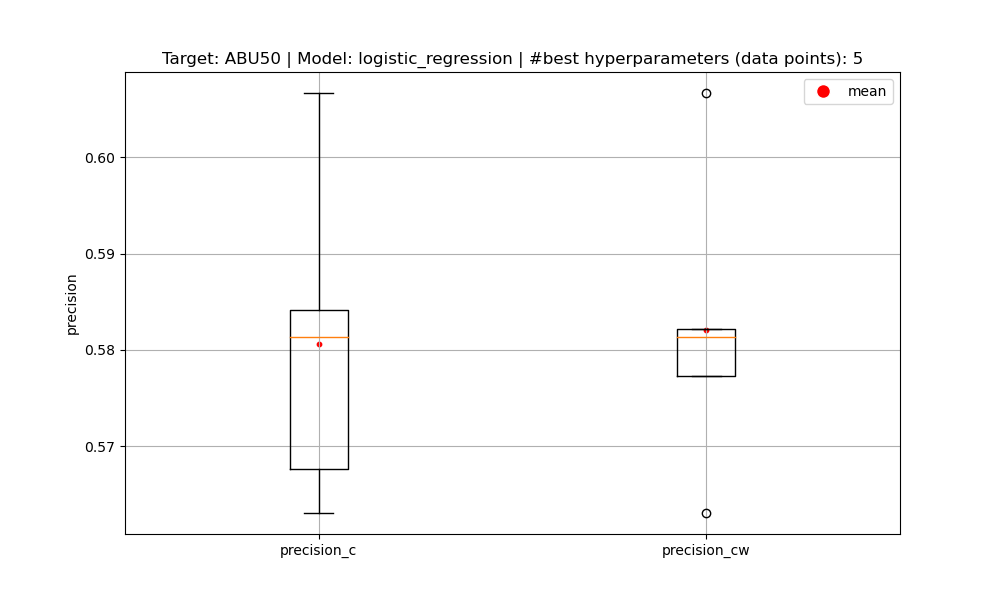 Target: ABU50 | Model: logistic_regression | #best hyperparameters (data points): 5
mean
0.60
0.59
0.58
0.57
precision
precision_c
precision_cw